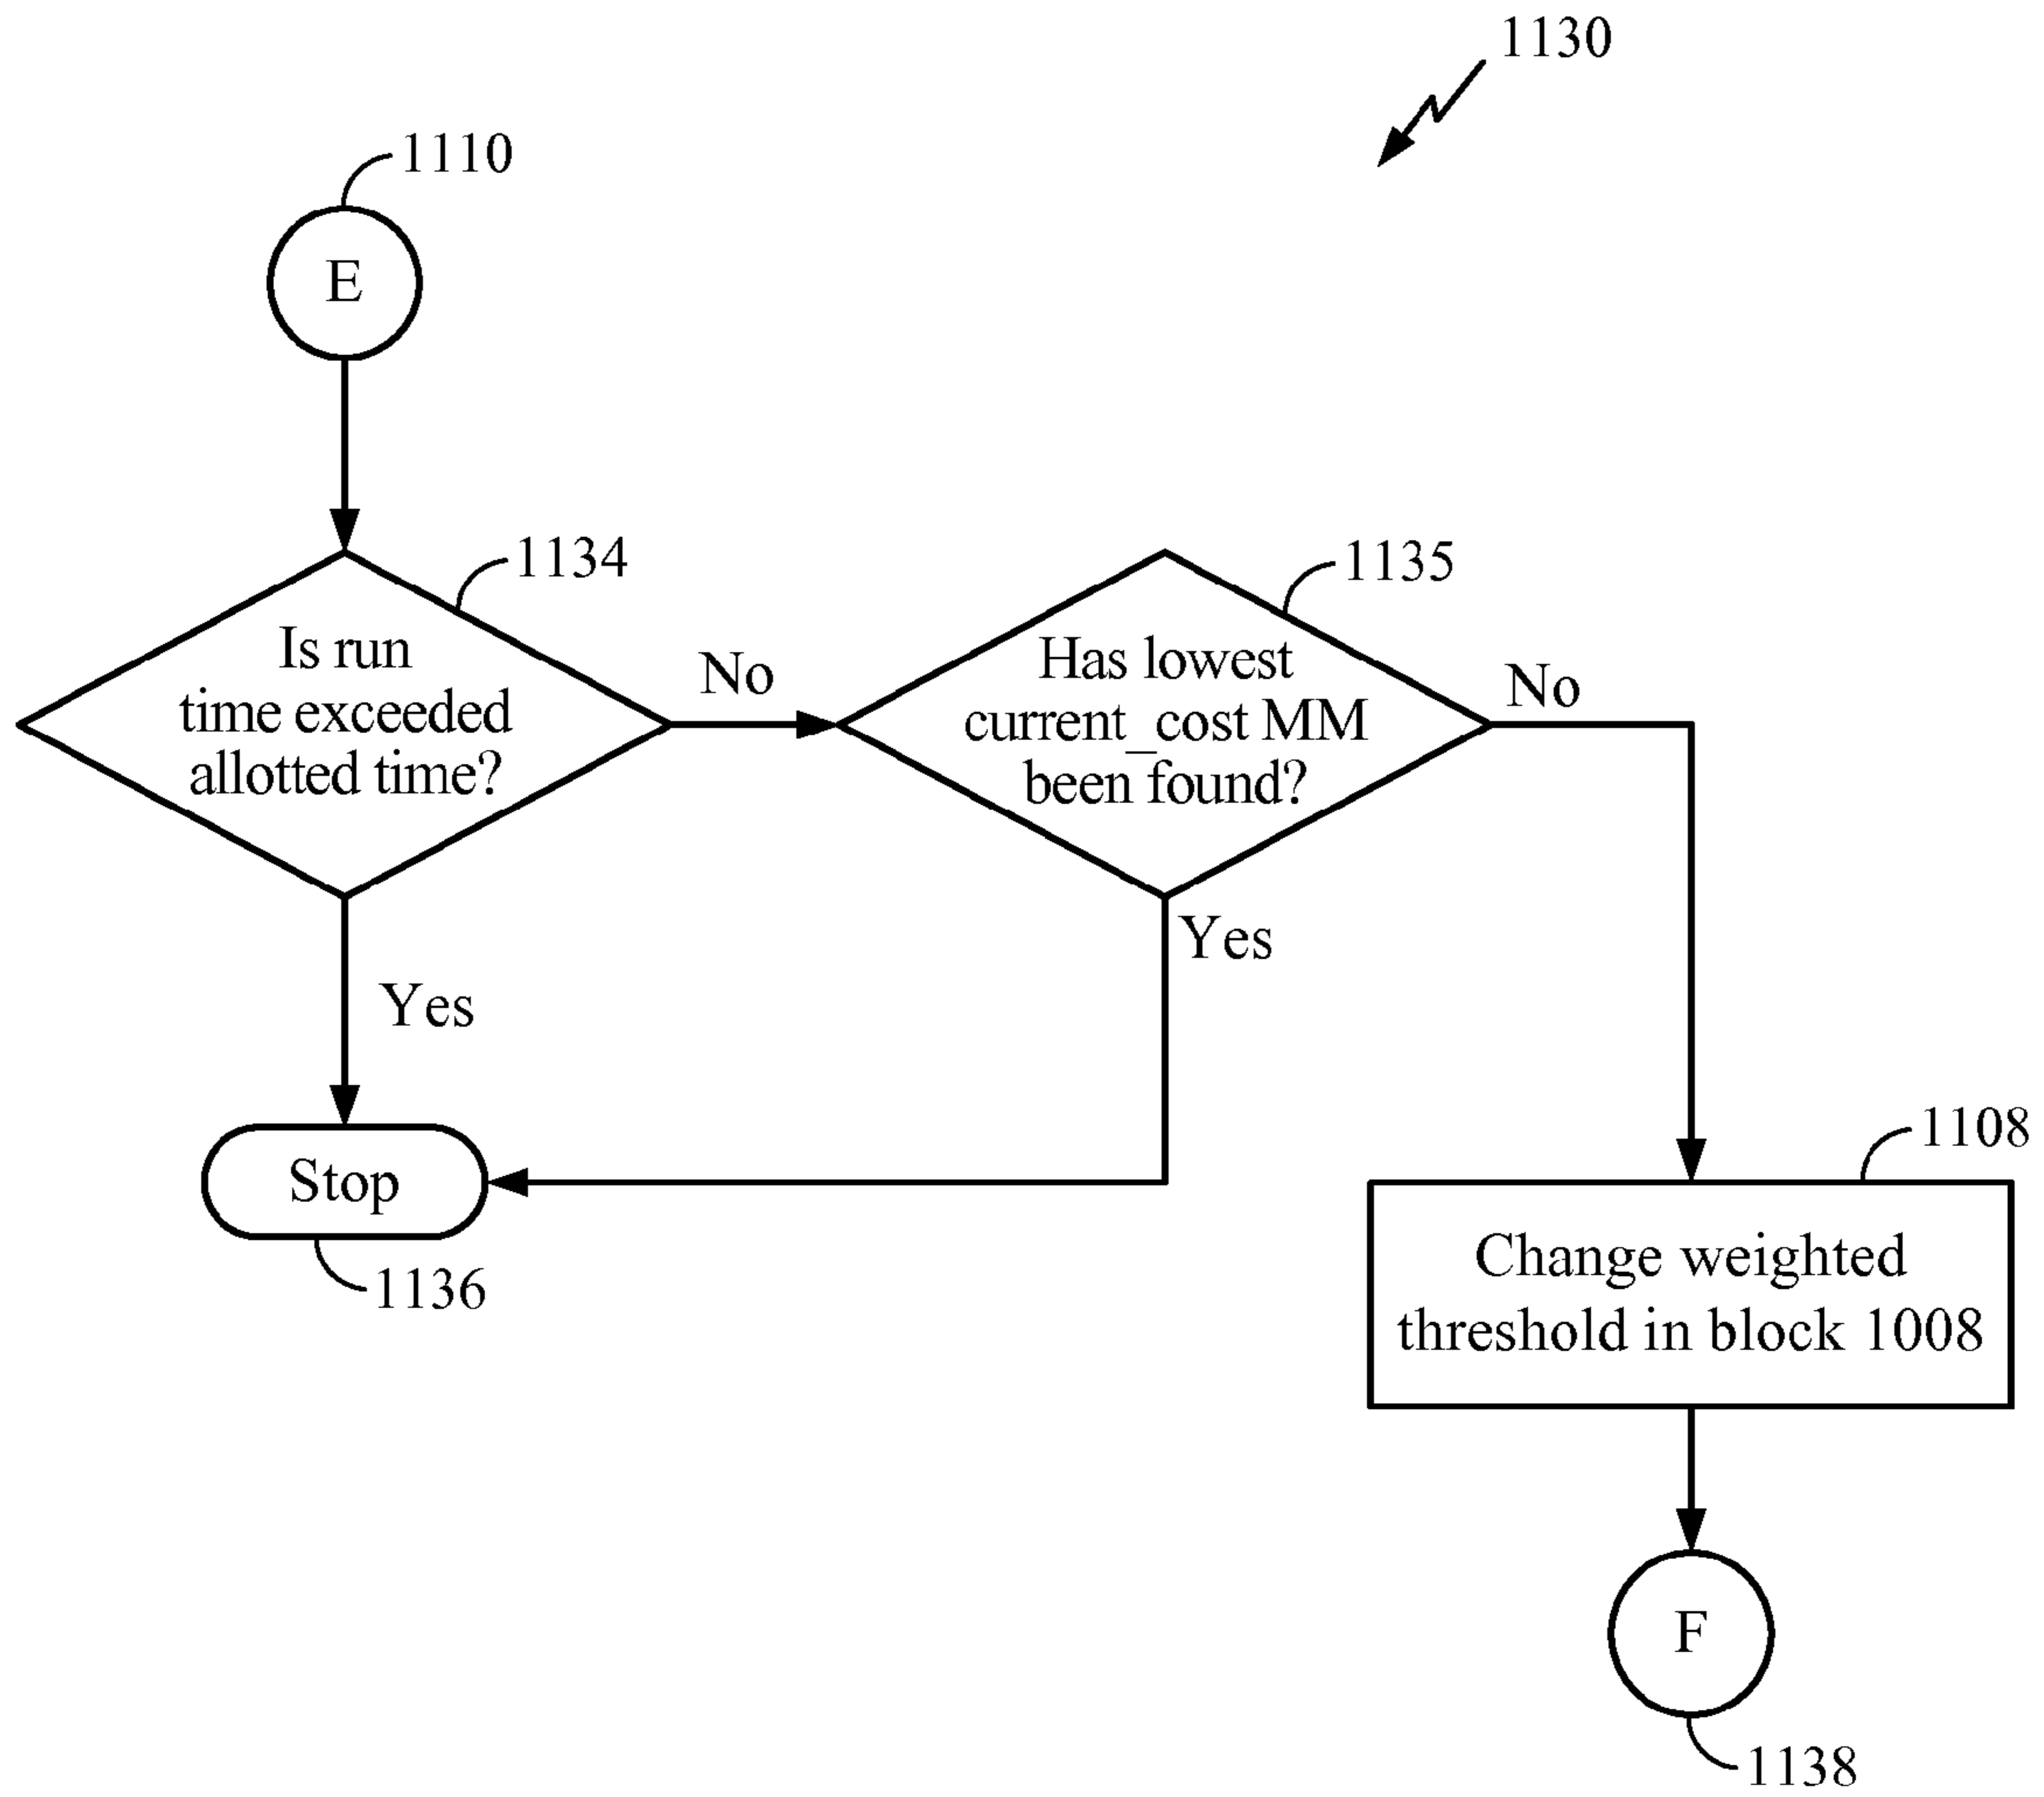 1130
1110
E
1134
Is run
time exceeded
allotted time?
No
1135
Has lowest
current_cost MM
been found?
No
Yes
Yes
Stop
1136
1108
Change weighted
threshold in block 1008
F
1138